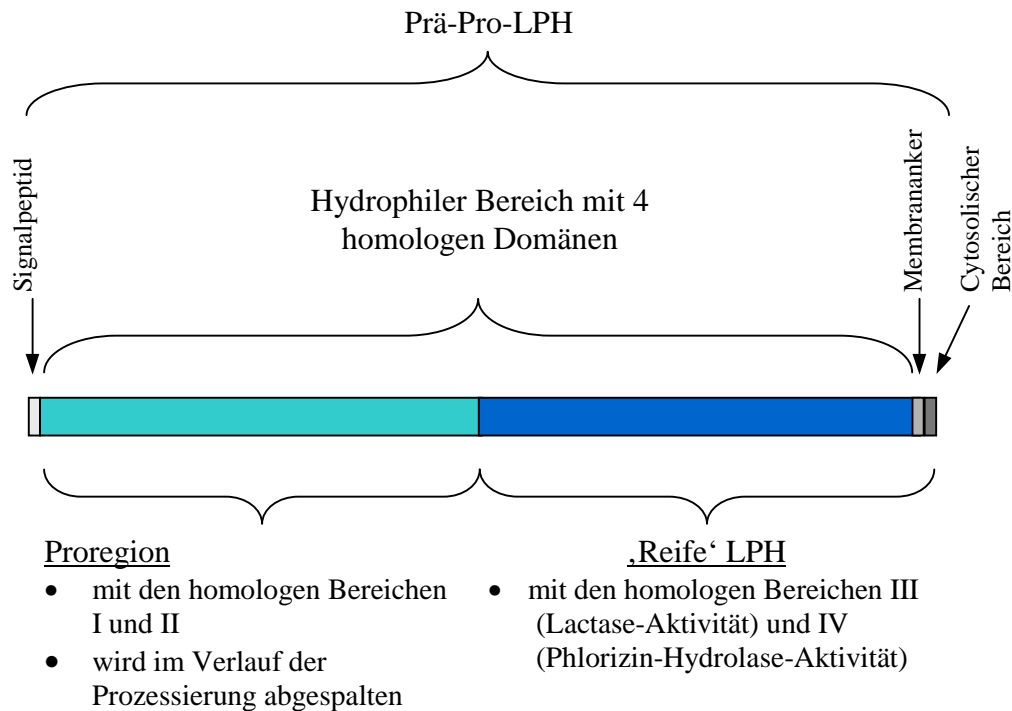 Prä-Pro-LPH
Signalpeptid
Hydrophiler Bereich mit 4
homologen Domänen
Membrananker
Cytosolischer
Bereich
Proregion
• mit den homologen Bereichen
I und II
• wird im Verlauf der
Prozessierung abgespalten
‚Reife‘ LPH
• mit den homologen Bereichen III
(Lactase-Aktivität) und IV
(Phlorizin-Hydrolase-Aktivität)